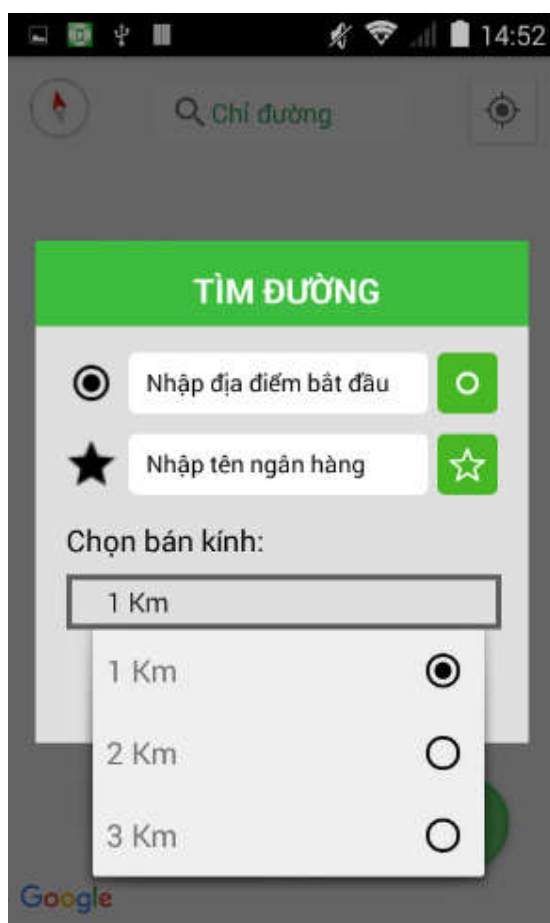 14:52
Chỉ đường
TÌM ĐƯỜNG
Nhập địa điểm bắt đầu
Nhập tên ngân hàng
Chọn bán kính:
1 Km
1 Km
2 Km
3 Km
Google